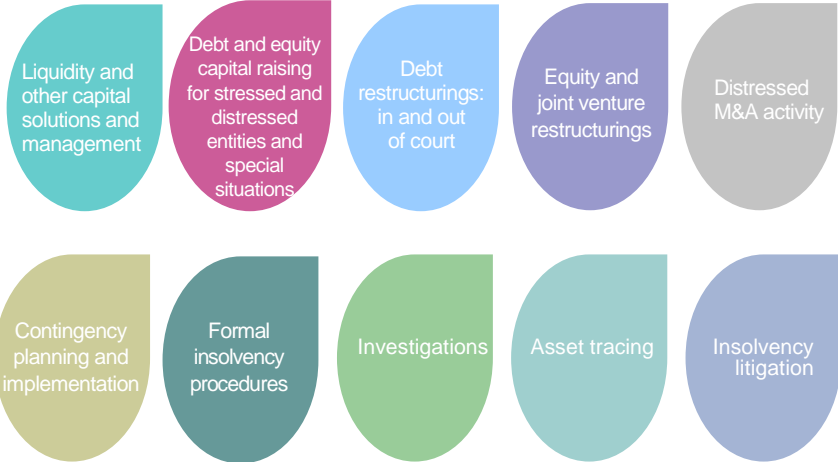 Liquidity and
other capital
solutions and
management
Debt and equity
capital raising
for stressed and
distressed
entities and
special
situations
Debt
restructurings:
in and out
of court
Equity and
joint venture
restructurings
Distressed
M&A activity
Contingency
planning and
implementation
Formal
insolvency
procedures
Investigations
Asset tracing
Insolvency
litigation